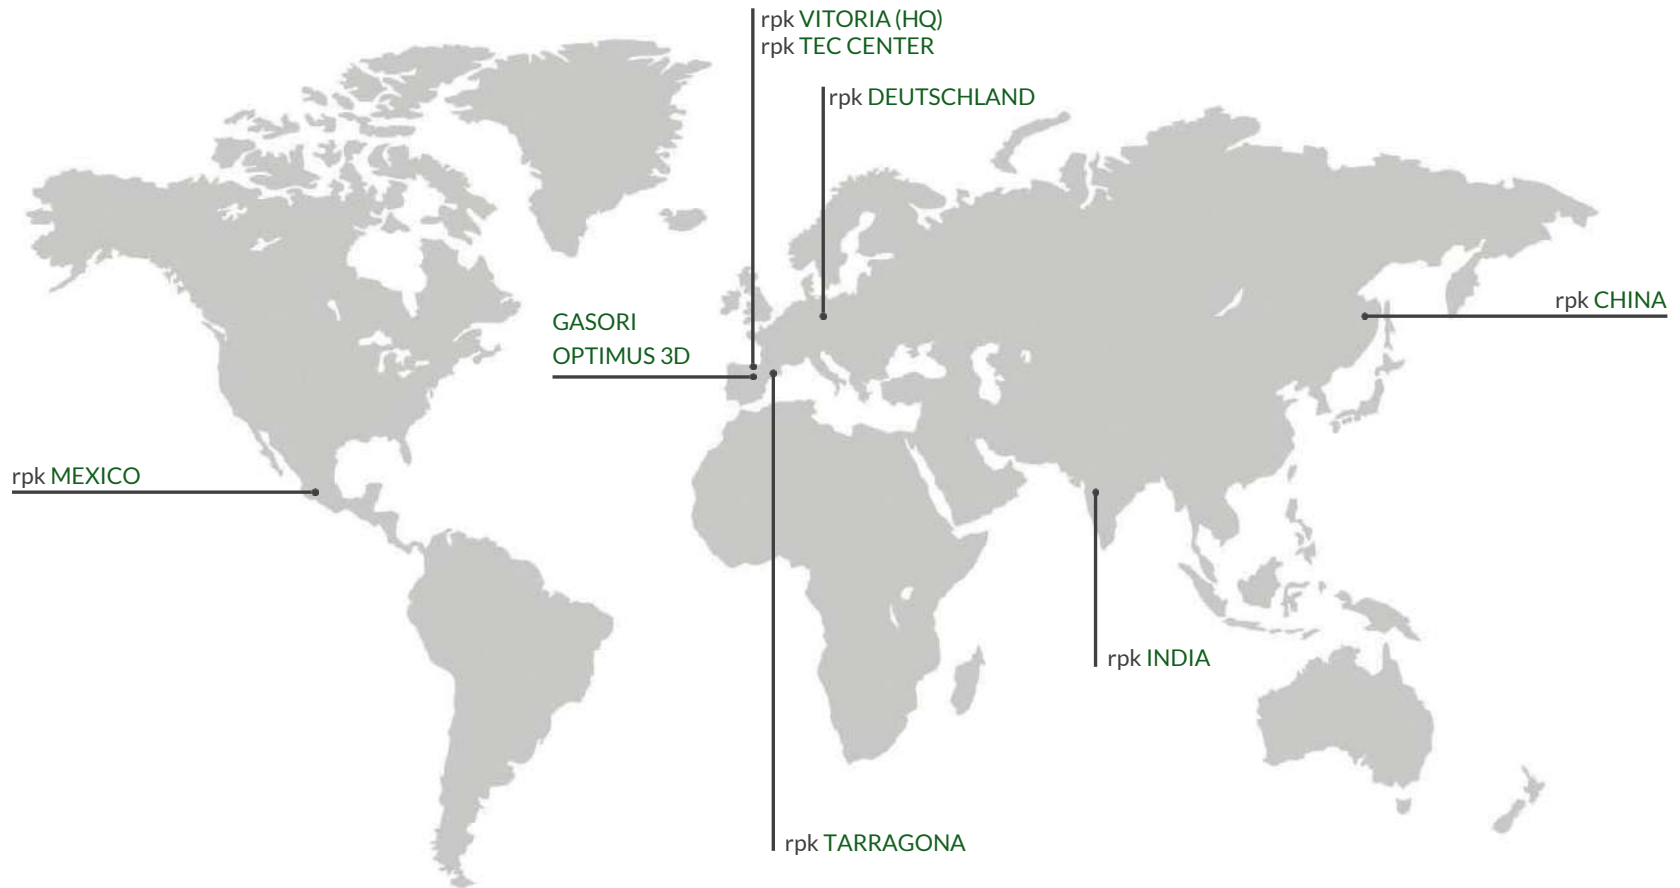 rpk VITORIA (HQ)
rpk TEC CENTER
rpk DEUTSCHLAND
rpk CHINA
GASORI
OPTIMUS 3D
rpk MEXICO
rpk INDIA
rpk TARRAGONA